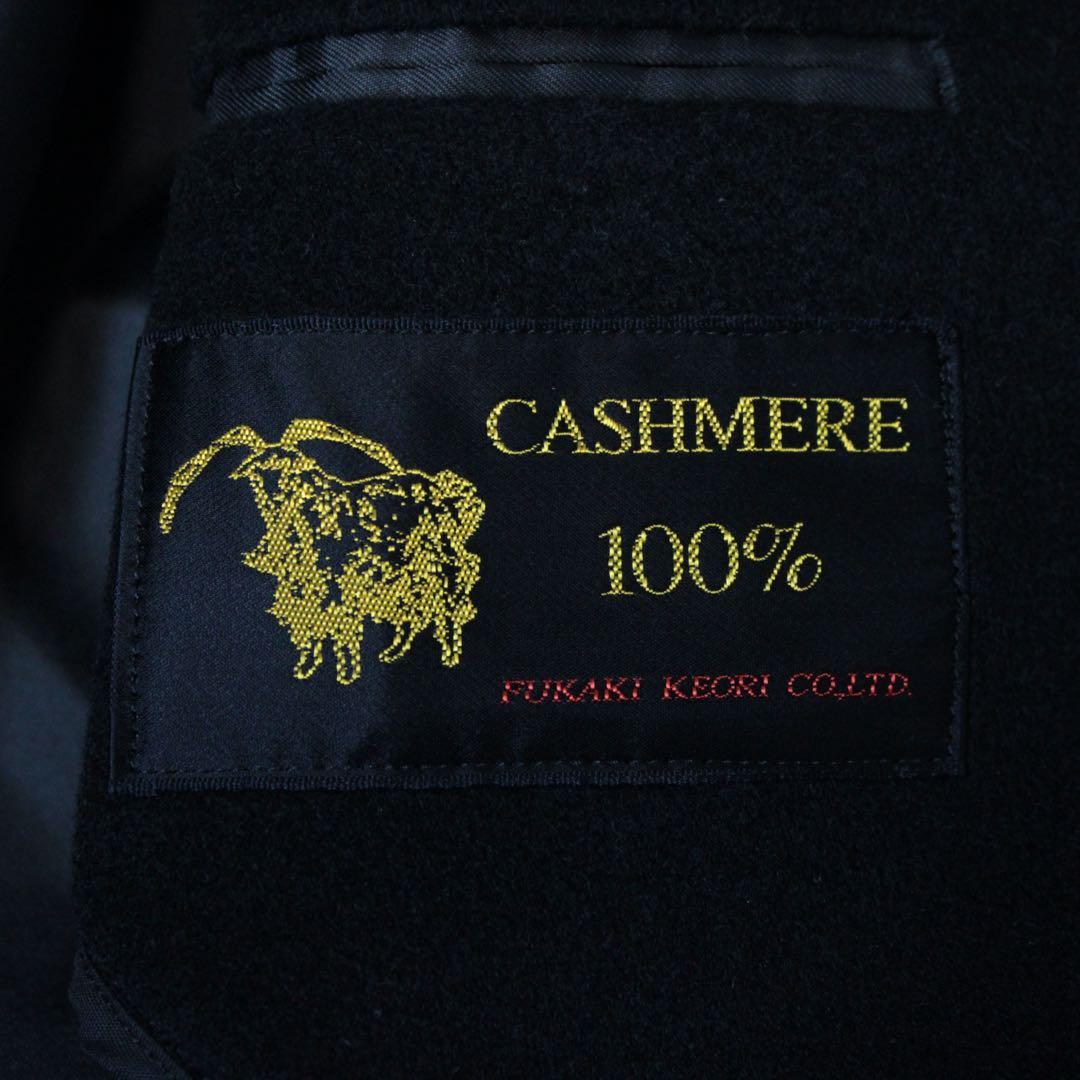 CASHMERE
100%
FUKAKI KEORI CO.,LTD.